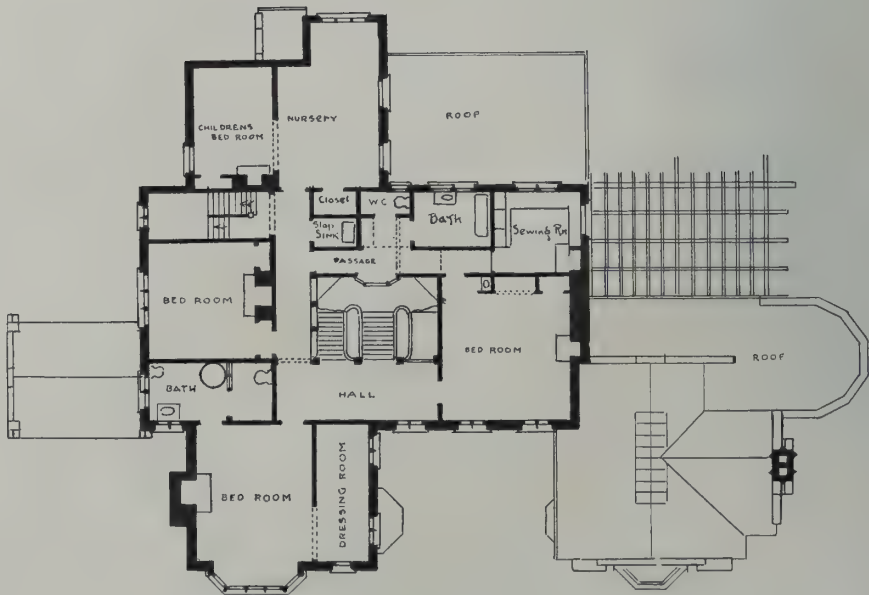 CHILDRENS
BED ROOM
NURSERY
ROOF
Closet
WC
Bath
Slop
Sink
Sewing Rm
PASSAGE
BED ROOM
BED ROOM
ROOF
BATH
HALL
BED ROOM
DRESSING ROOM